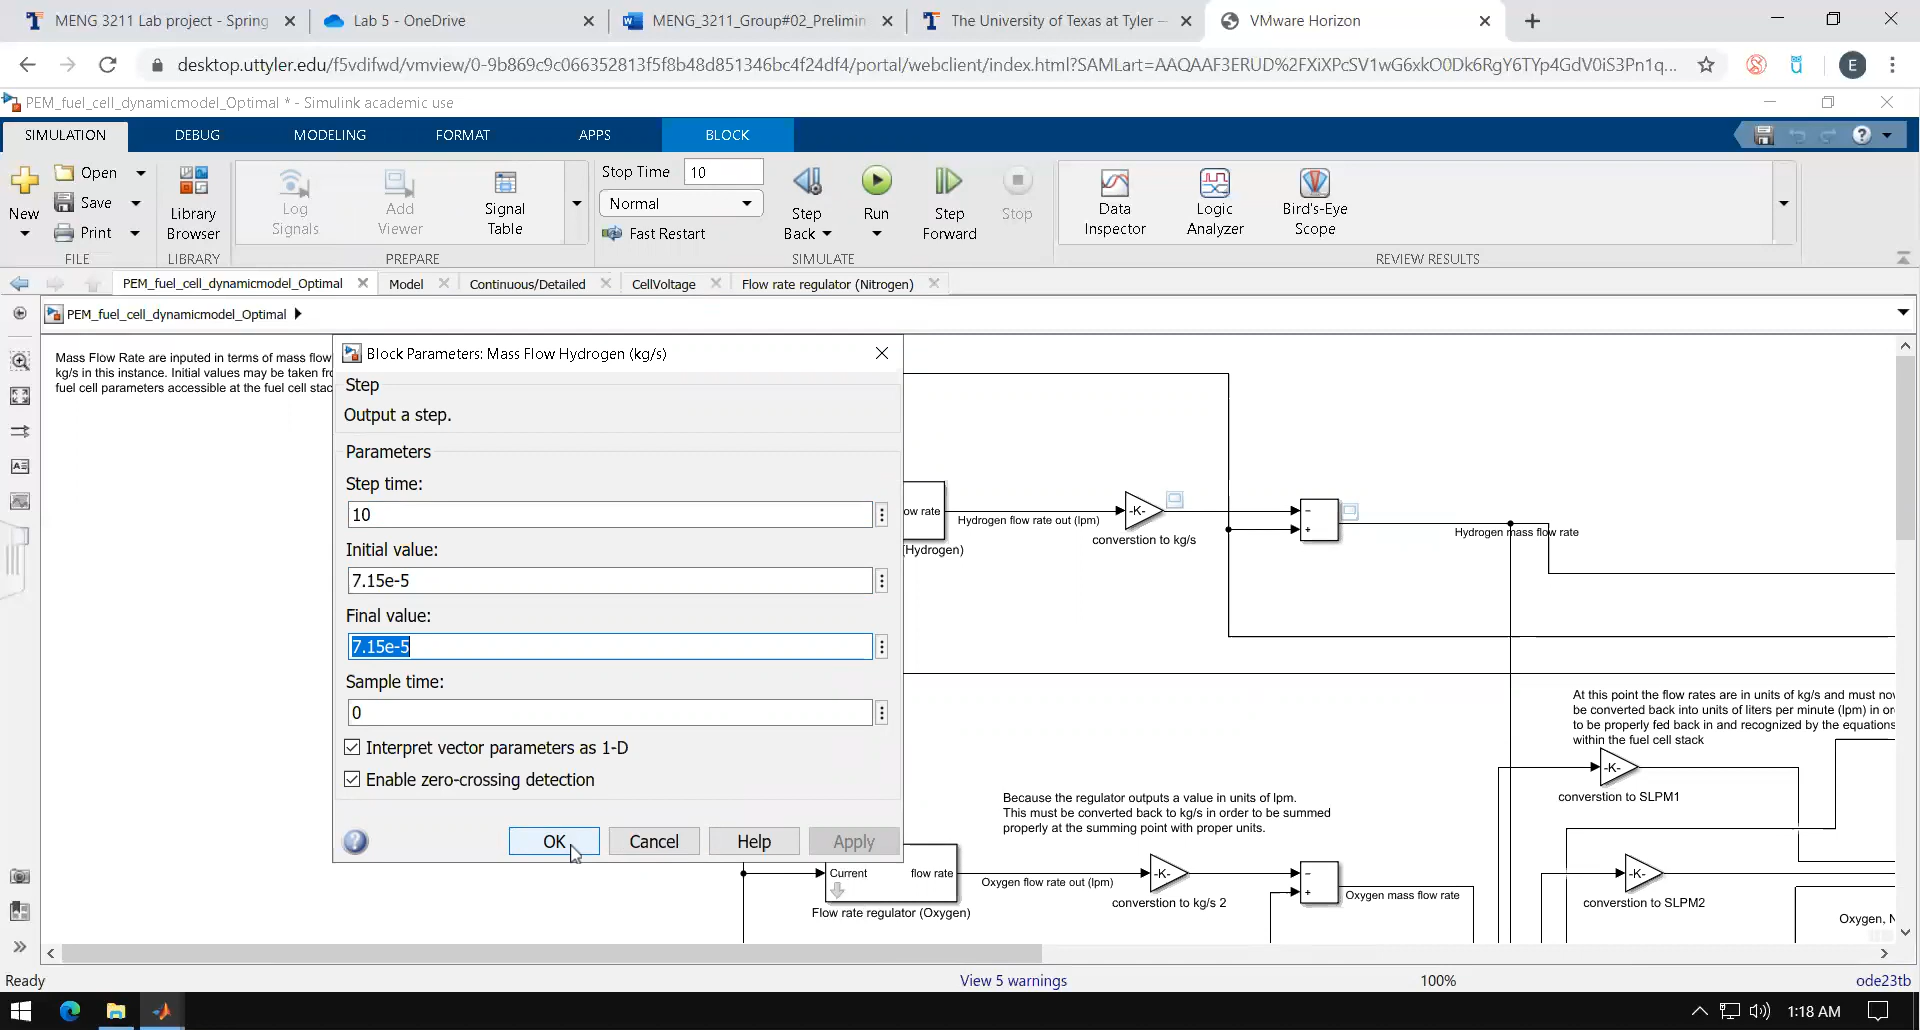 MENG 3211 Lab project - Spring
Lab 5 - OneDrive
MENG_3211_Group#02_Prelimin
The University of Texas at Tyler —
VMware Horizon
desktop.uttyler.edu/f5vdifwd/vmview/0-9b869c9c066352813f5f8b48d851346bc4f24df4/portal/webclient/index.html?SAMLart=AAQAAF3ERUD%2FXiXPcSV1wG6xkO0Dk6RgY6TYp4GdV0iS3Pn1q...
E
PEM_fuel_cell_dynamicmodel_Optimal * - Simulink academic use
SIMULATION DEBUG MODELING FORMAT APPS BLOCK
New
Open
Save
Print
FILE
Library
Browser
LIBRARY
Log
Signals
Add
Viewer
Signal
Table
PREPARE
Stop Time 10
Normal
Fast Restart
Step
Back
Run
Step
Forward
Stop
SIMULATE
Data
Inspector
Logic
Analyzer
Bird's-Eye
Scope
REVIEW RESULTS
PEM_fuel_cell_dynamicmodel_Optimal
Model
Continuous/Detailed
CellVoltage
Flow rate regulator (Nitrogen)
PEM_fuel_cell_dynamicmodel_Optimal
Mass Flow Rate are inputed in terms of mass flow
kg/s in this instance. Initial values may be taken fr
fuel cell parameters accessible at the fuel cell stac
Block Parameters: Mass Flow Hydrogen (kg/s)
Step
Output a step.
Parameters
Step time:
10
Initial value:
7.15e-5
Final value:
7.15e-5
Sample time:
0
Interpret vector parameters as 1-D
Enable zero-crossing detection
OK Cancel Help Apply
ow rate
(Hydrogen)
Hydrogen flow rate out (lpm)
-K-
converstion to kg/s
Hydrogen mass flow rate
At this point the flow rates are in units of kg/s and must nov
be converted back into units of liters per minute (lpm) in or
to be properly fed back in and recognized by the equations
within the fuel cell stack
-K-
converstion to SLPM1
Because the regulator outputs a value in units of lpm.
This must be converted back to kg/s in order to be summed
properly at the summing point with proper units.
Current flow rate
Flow rate regulator (Oxygen)
Oxygen flow rate out (lpm)
-K-
converstion to kg/s 2
Oxygen mass flow rate
-K-
converstion to SLPM2
Oxygen, N
Ready
View 5 warnings
100%
ode23tb
1:18 AM